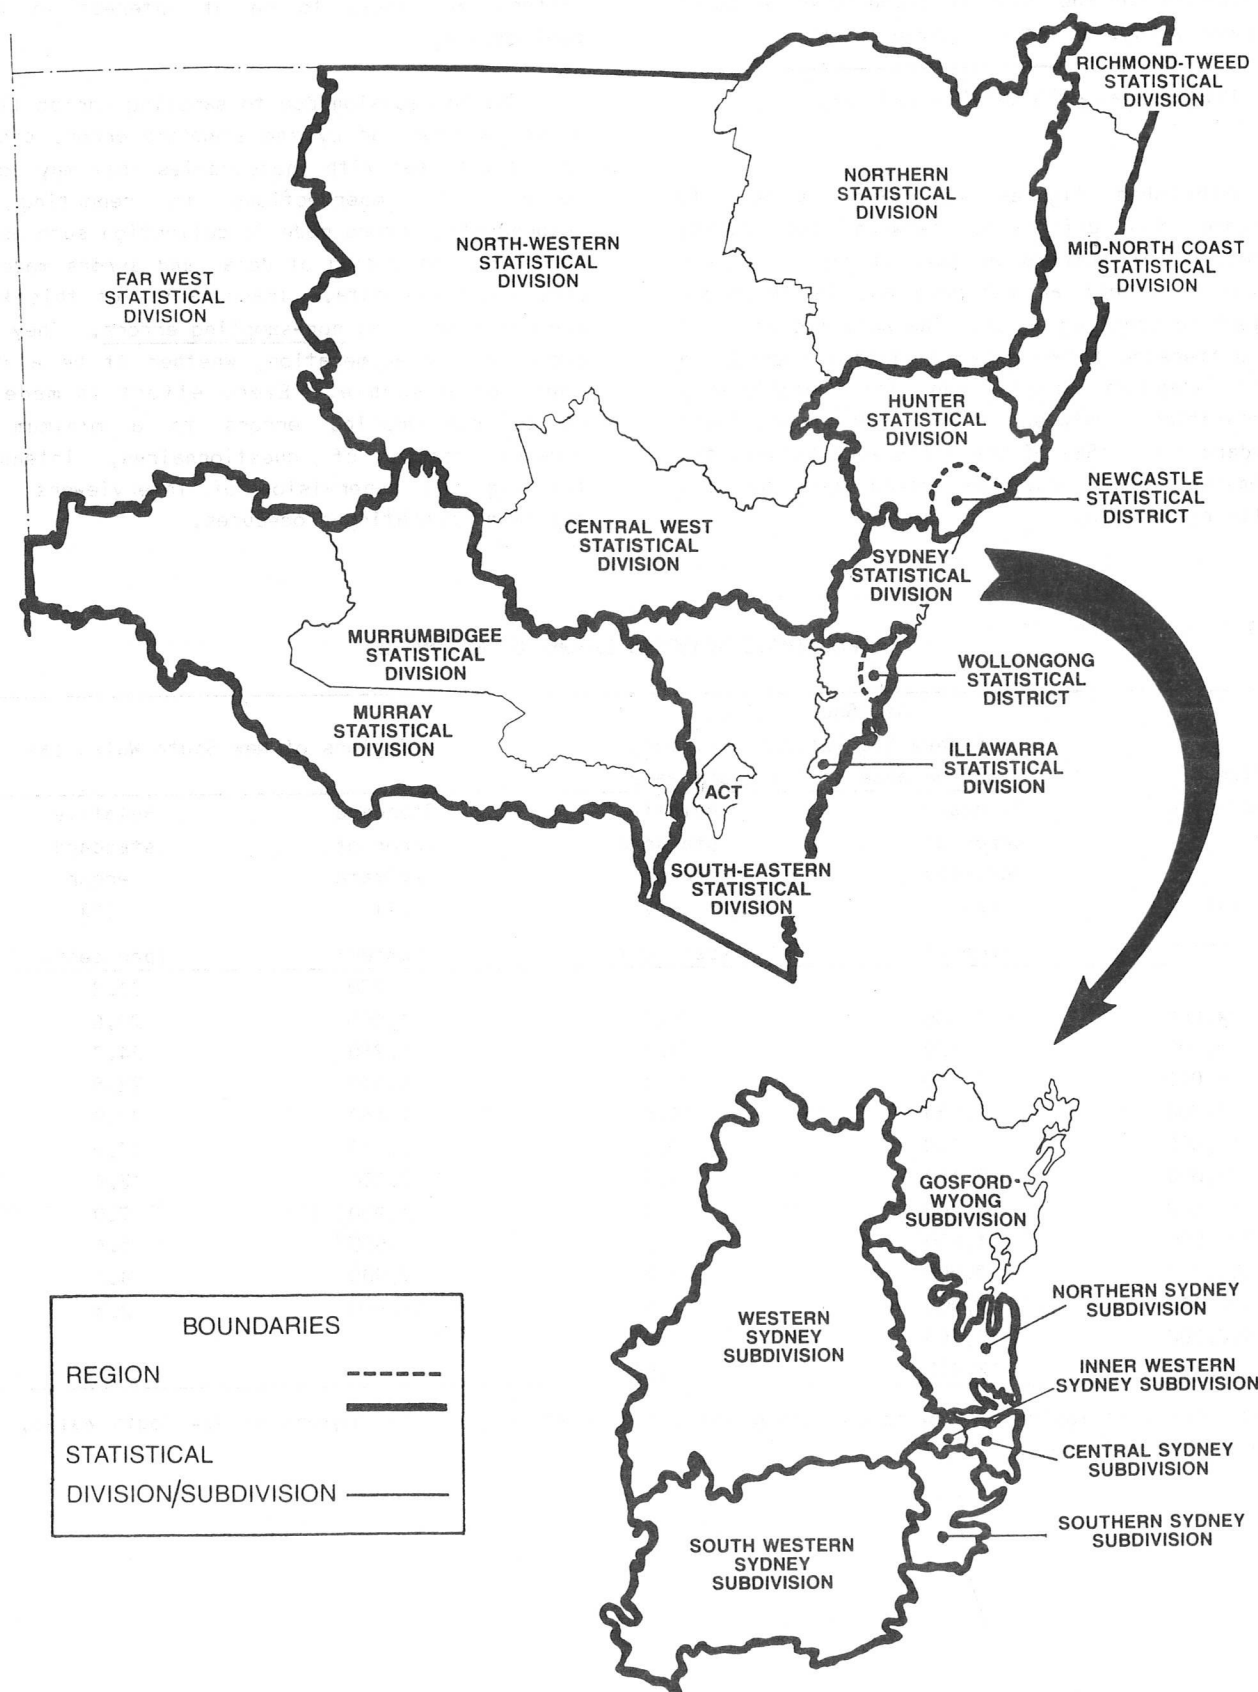 RICHMOND-TWEED
STATISTICAL
DIVISION
NORTHERN
STATISTICAL
DIVISION
NORTH-WESTERN
STATISTICAL
DIVISION
MID-NORTH COAST
STATISTICAL
DIVISION
FAR WEST
STATISTICAL
DIVISION
HUNTER
STATISTICAL
DIVISION
NEWCASTLE
STATISTICAL
DISTRICT
CENTRAL WEST
STATISTICAL
DIVISION
SYDNEY
STATISTICAL
DIVISION
MURRUMBIDGEE
STATISTICAL
DIVISION
WOLLONGONG
STATISTICAL
DISTRICT
MURRAY
STATISTICAL
DIVISION
ILLAWARRA
STATISTICAL
DIVISION
ACT
SOUTH-EASTERN
STATISTICAL
DIVISION
GOSFORD-
WYONG
SUBDIVISION
NORTHERN SYDNEY
SUBDIVISION
WESTERN
SYDNEY
SUBDIVISION
INNER WESTERN
SYDNEY SUBDIVISION
CENTRAL SYDNEY
SUBDIVISION
SOUTHERN SYDNEY
SUBDIVISION
SOUTH WESTERN
SYDNEY
SUBDIVISION
BOUNDARIES
REGION
STATISTICAL
DIVISION/SUBDIVISION